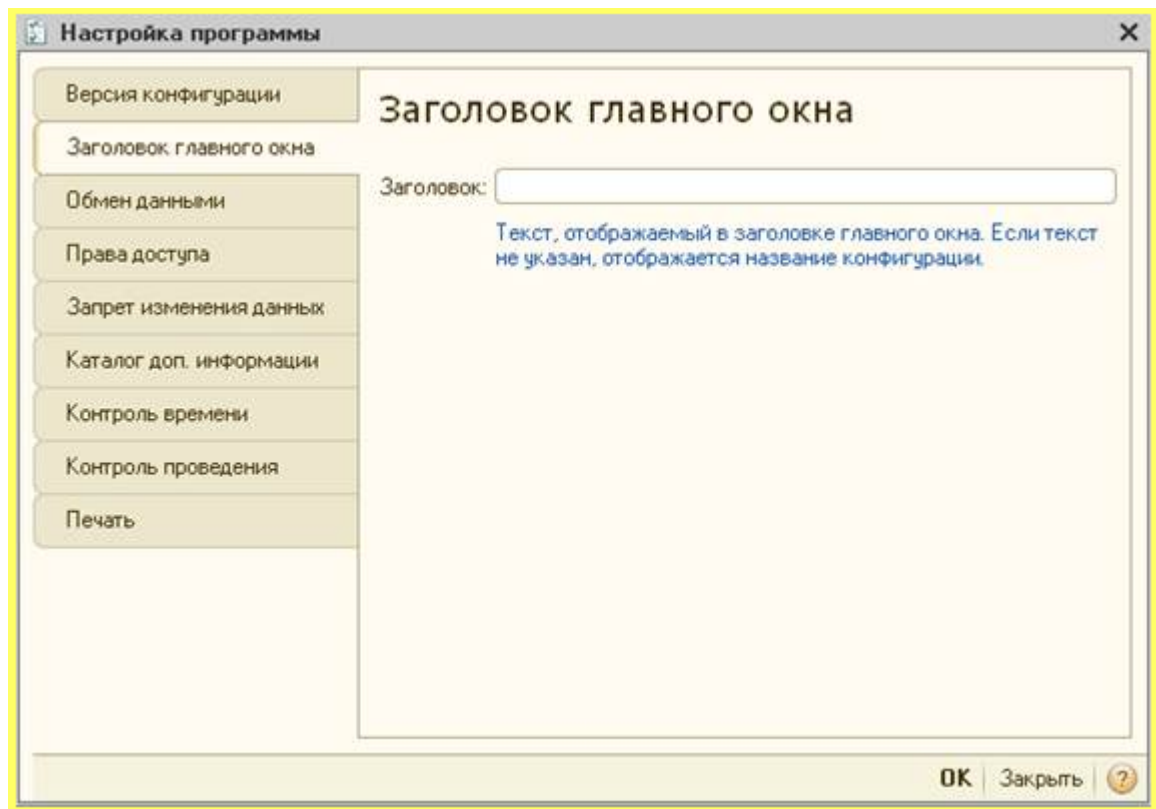 Настройка программы
Версия конфигурации
Заголовок главного окна
Обмен данными
Права доступа
Запрет изменения данных
Каталог доп. информации
Контроль времени
Контроль проведения
Печать
Заголовок главного окна
Заголовок:
Текст, отображаемый в заголовке главного окна. Если текст
не указан, отображается название конфигурации.
OK Закрыть ?